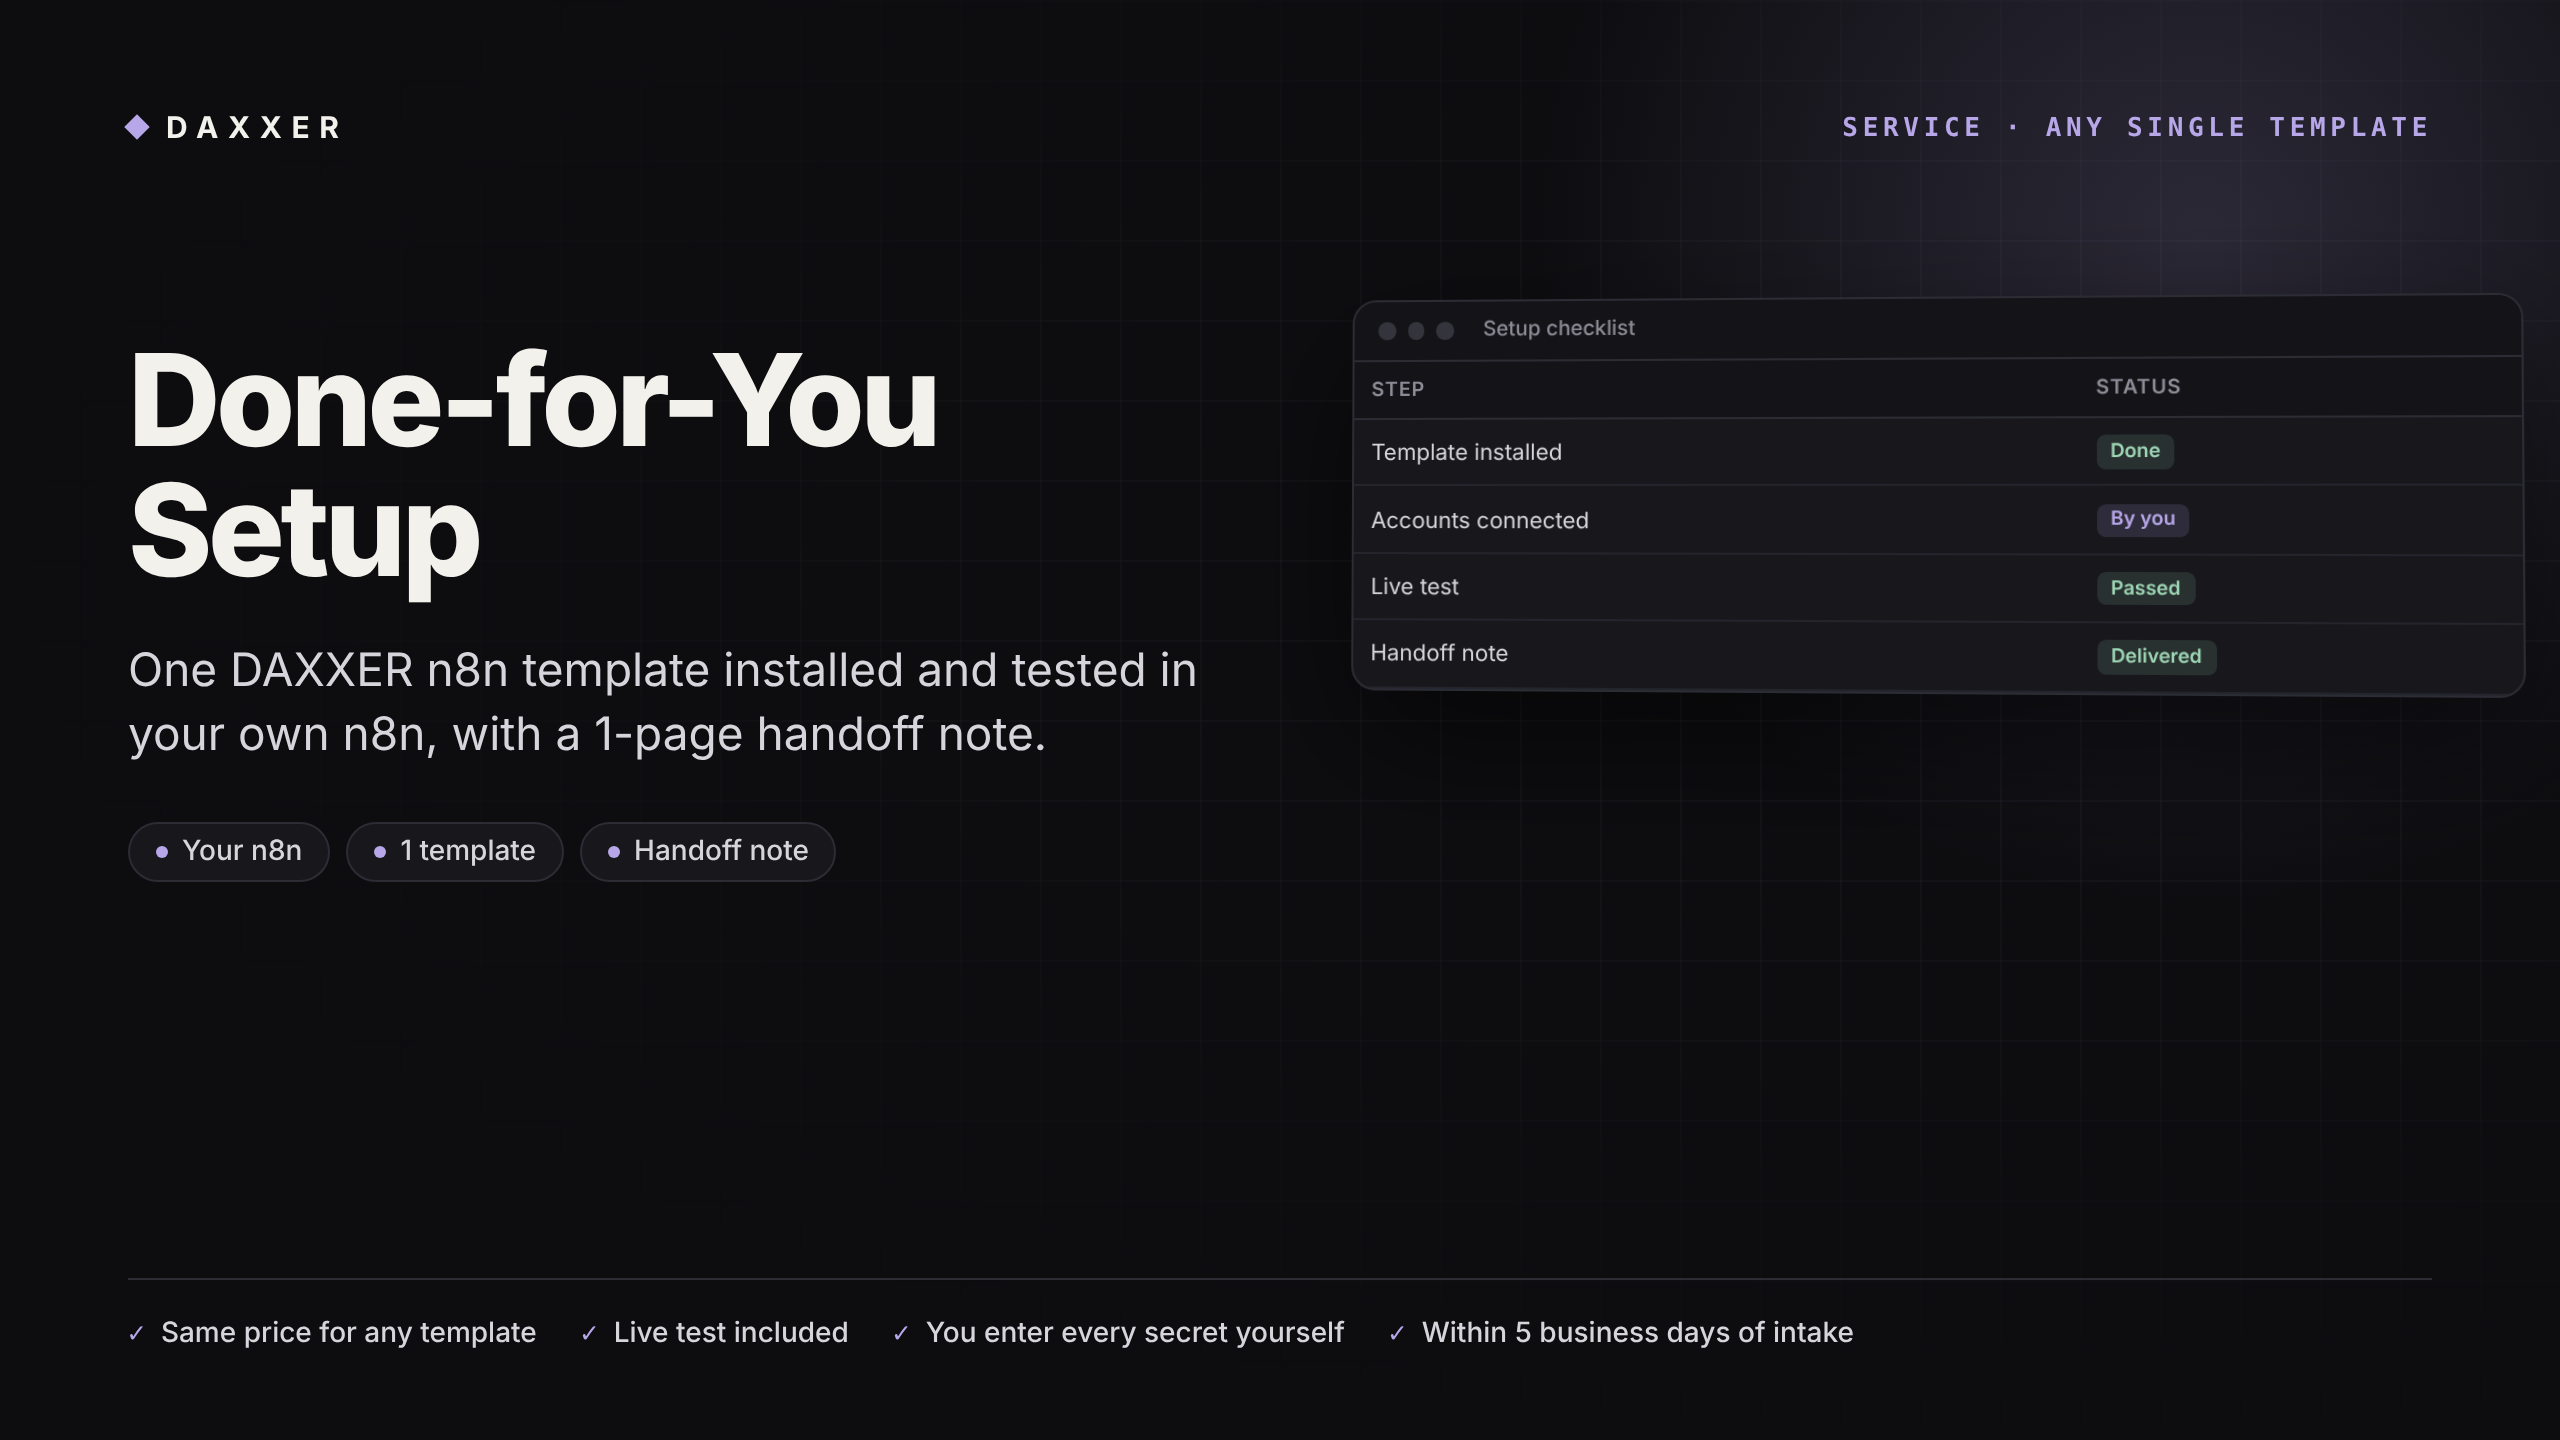 DAXXER
SERVICE · ANY SINGLE TEMPLATE
Done-for-You
Setup
One DAXXER n8n template installed and tested in
your own n8n, with a 1-page handoff note.
Your n8n
1 template
Handoff note
Setup checklist
STEP STATUS
Template installed Done
Accounts connected By you
Live test Passed
Handoff note Delivered
✓ Same price for any template ✓ Live test included ✓ You enter every secret yourself ✓ Within 5 business days of intake